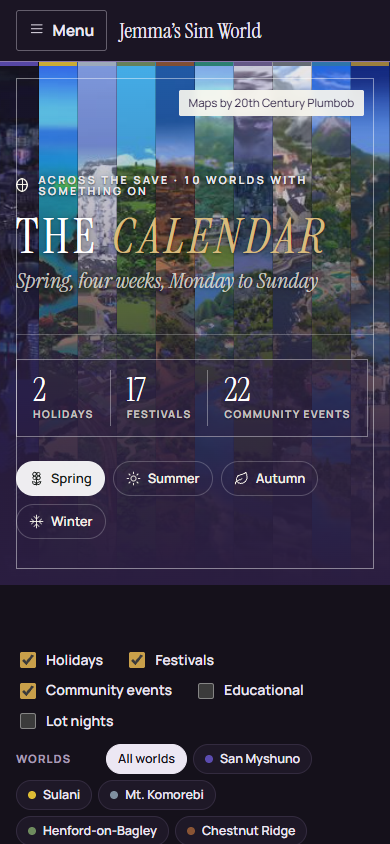 Menu
Jemma's Sim World
Maps by 20th Century Plumbob
ACROSS THE SAVE · 10 WORLDS WITH
SOMETHING ON
THE CALENDAR
Spring, four weeks, Monday to Sunday
2
HOLIDAYS
17
FESTIVALS
22
COMMUNITY EVENTS
Spring
Summer
Autumn
Winter
Holidays
Festivals
Community events
Educational
Lot nights
WORLDS
All worlds
San Myshuno
Sulani
Mt. Komorebi
Henford-on-Bagley
Chestnut Ridge